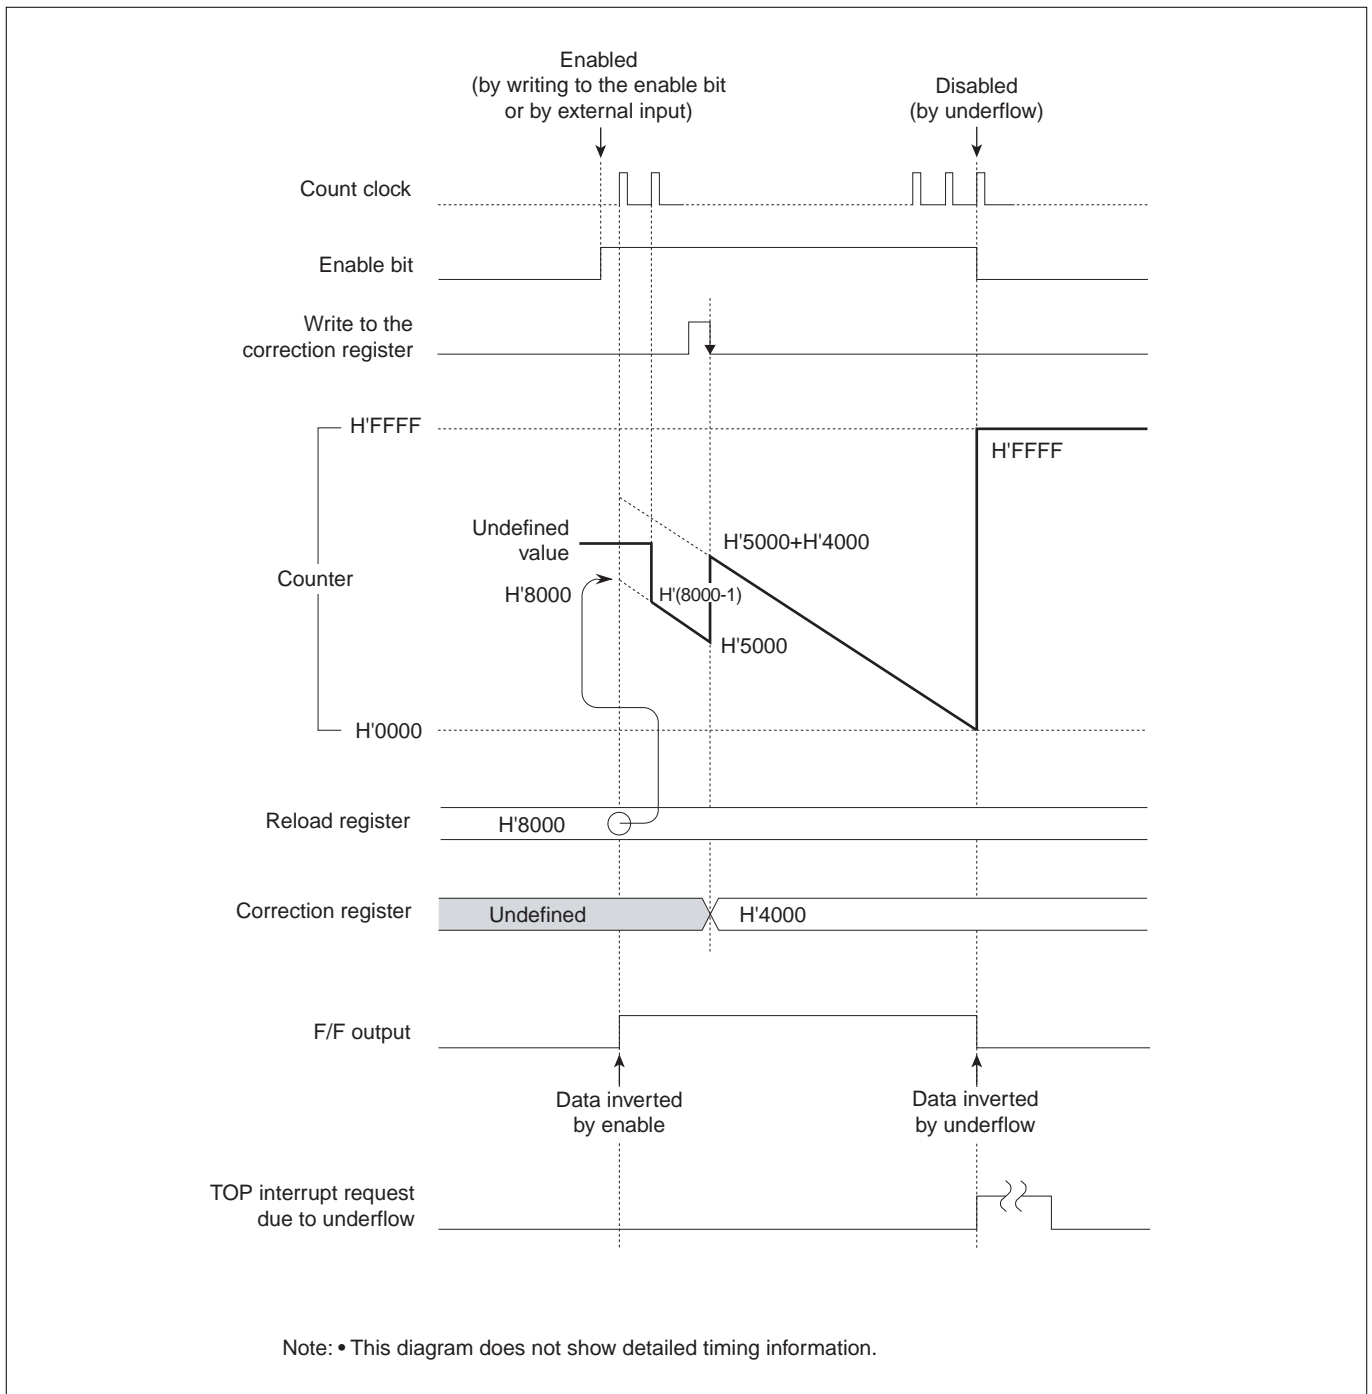 Enabled
(by writing to the enable bit
or by external input)
Disabled
(by underflow)
Count clock
Enable bit
Write to the
correction register
H'FFFF
H'FFFF
Undefined
value
H'5000+H'4000
Counter
H'8000
H'(8000-1)
H'5000
H'0000
Reload register
H'8000
Correction register
Undefined
H'4000
F/F output
Data inverted
by enable
Data inverted
by underflow
TOP interrupt request
due to underflow
Note: • This diagram does not show detailed timing information.